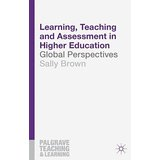 Learning, Teaching
and Assessment in
Higher Education
Global Perspectives
Sally Brown
PALGRAVE
TEACHING
& LEARNING